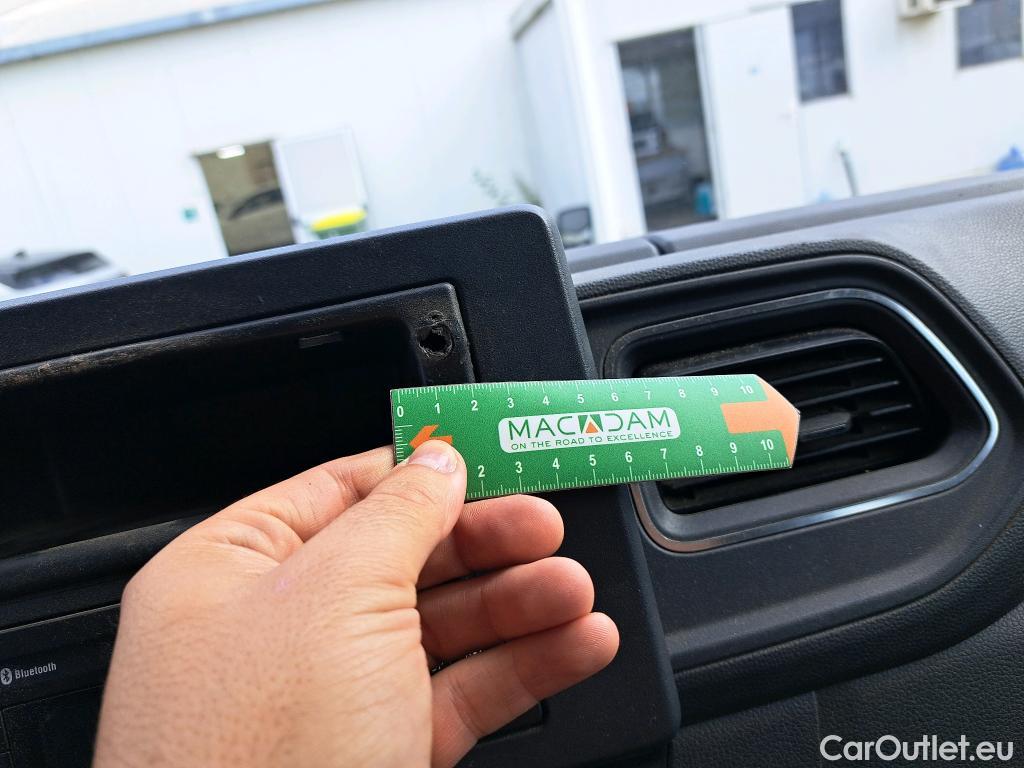 0 1 2 3 4 5 6 7 8 9 10
MACADAM
ON THE ROAD TO EXCELLENCE
2 3 4 5 6 7 8 9 10
Bluetooth
CarOutlet.eu